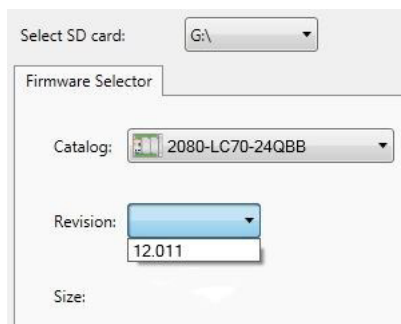 Select SD card: G:\
Firmware Selector
Catalog: 2080-LC70-24QBB
Revision:
12.011
Size: